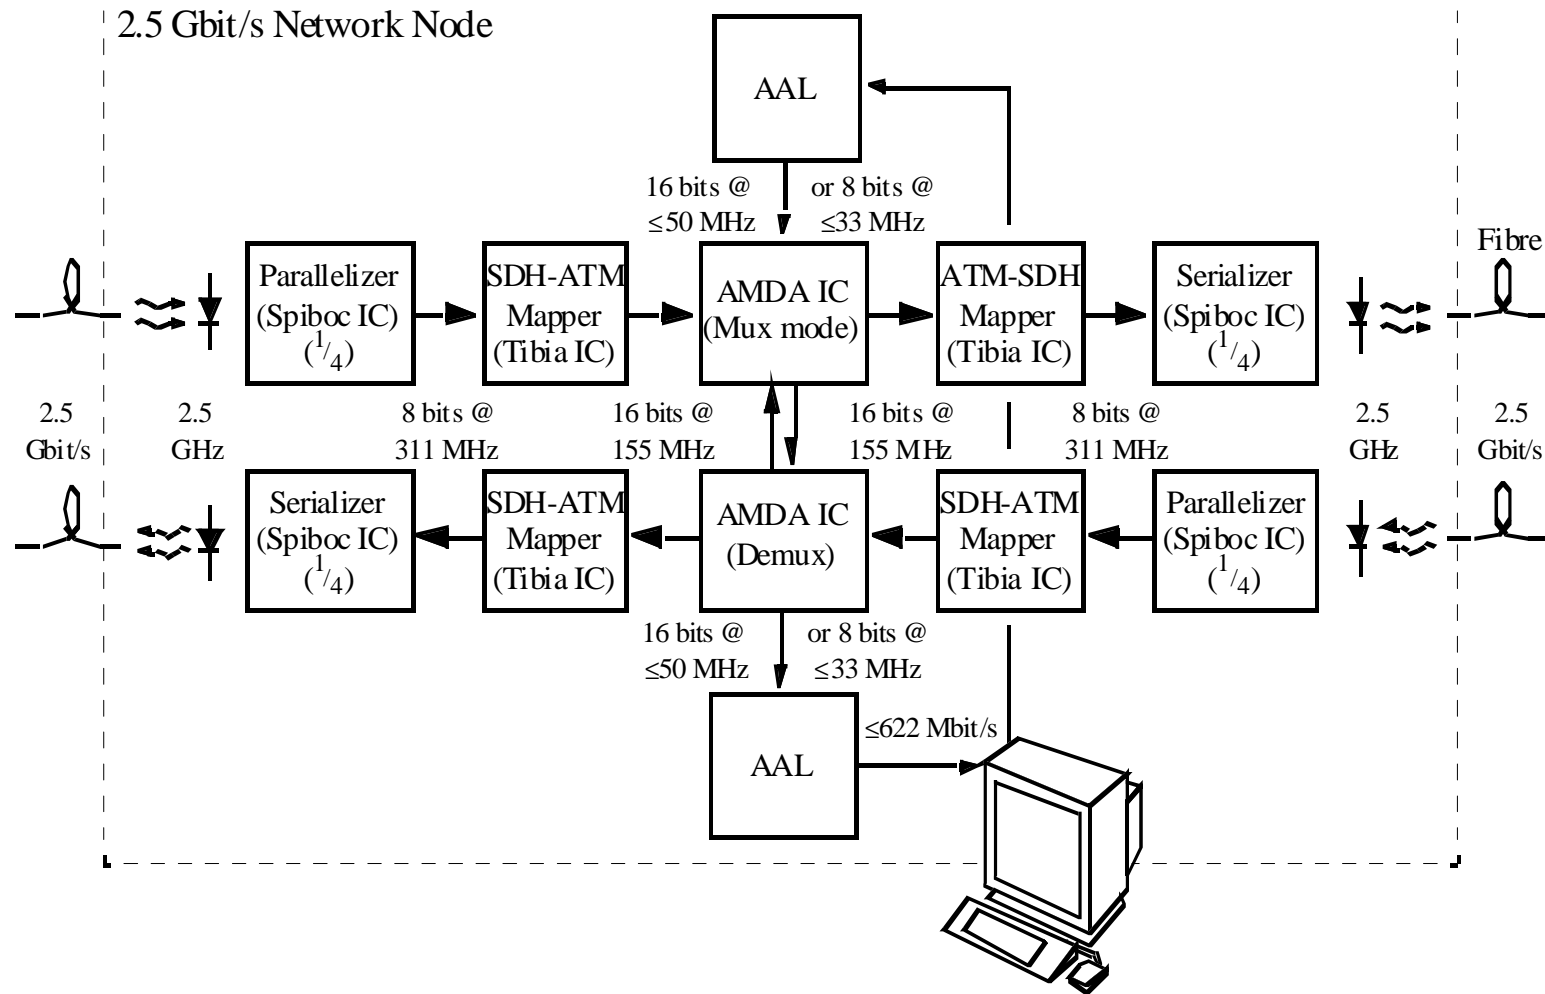 2.5 Gbit/s Network Node
AAL
16 bits @
≤50 MHz
or 8 bits @
≤33 MHz
Parallelizer
(Spiboc IC)
(1/4)
SDH-ATM
Mapper
(Tibia IC)
AMDA IC
(Mux mode)
ATM-SDH
Mapper
(Tibia IC)
Serializer
(Spiboc IC)
(1/4)
Fibre
2.5
Gbit/s
2.5
GHz
8 bits @
311 MHz
16 bits @
155 MHz
16 bits @
155 MHz
8 bits @
311 MHz
2.5
GHz
2.5
Gbit/s
Serializer
(Spiboc IC)
(1/4)
SDH-ATM
Mapper
(Tibia IC)
AMDA IC
(Demux)
SDH-ATM
Mapper
(Tibia IC)
Parallelizer
(Spiboc IC)
(1/4)
16 bits @
≤50 MHz
or 8 bits @
≤33 MHz
AAL
≤622 Mbit/s